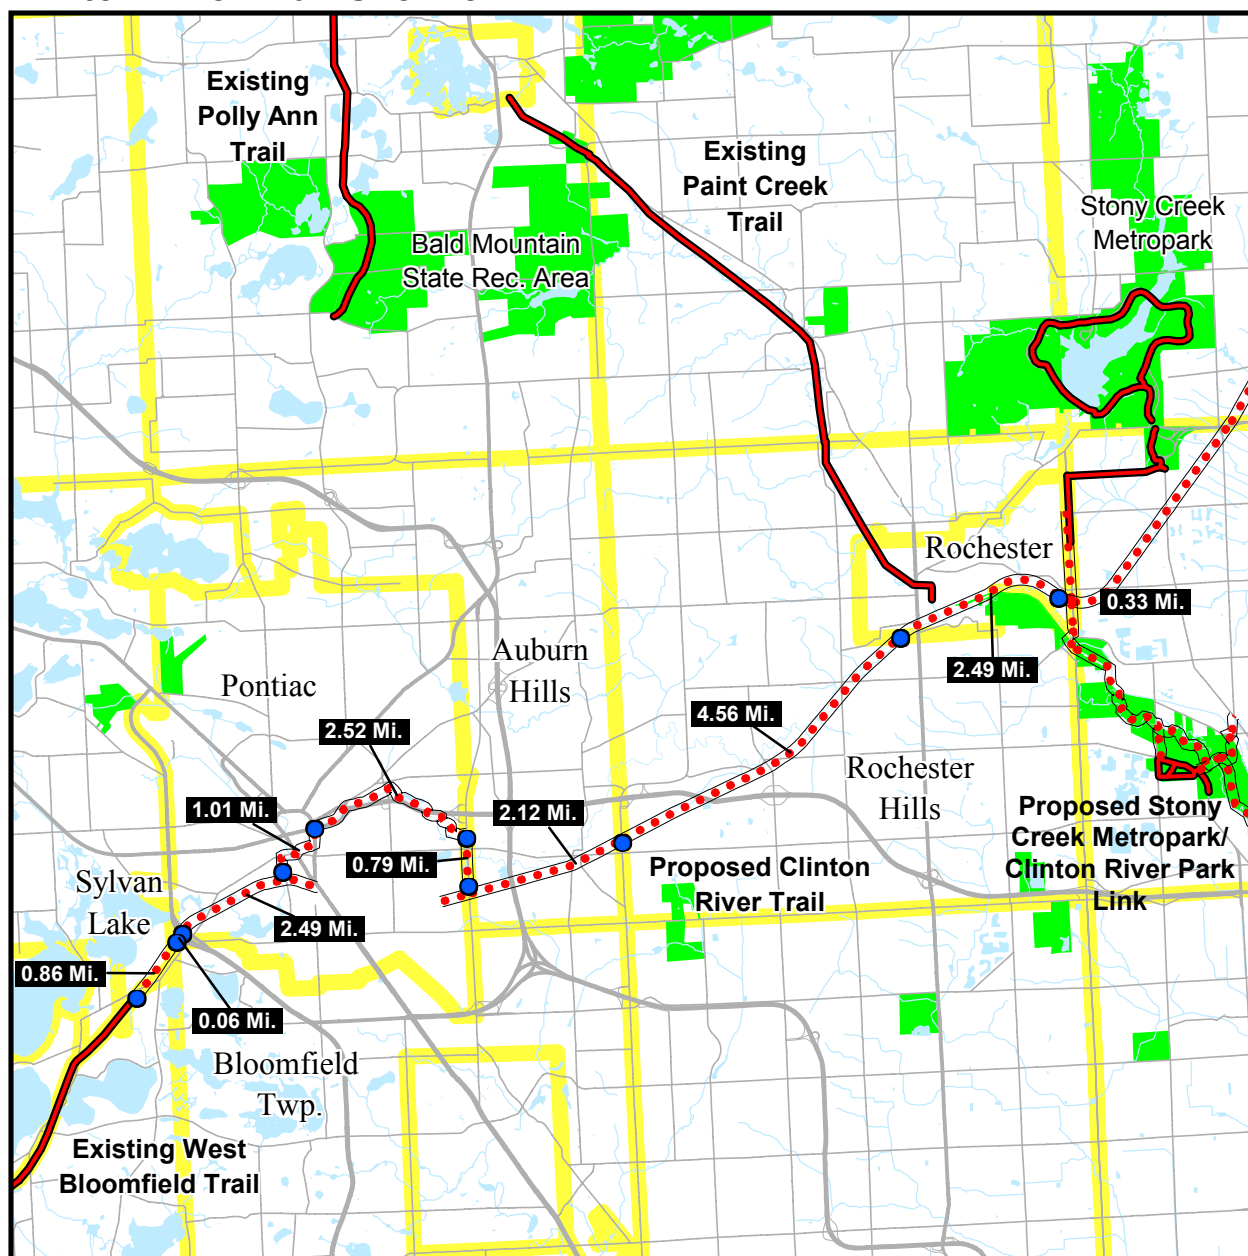 Existing
Polly Ann
Trail
Existing
Paint Creek
Trail
Stony Creek
Metropark
Bald Mountain
State Rec. Area
Rochester
0.33 Mi.
2.49 Mi.
Auburn
Hills
Pontiac
2.52 Mi.
4.56 Mi.
Rochester
Hills
1.01 Mi.
2.12 Mi.
0.79 Mi.
Proposed Stony
Creek Metropark/
Clinton River Park
Link
Proposed Clinton
River Trail
Sylvan
Lake
2.49 Mi.
0.86 Mi.
0.06 Mi.
Bloomfield
Twp.
Existing West
Bloomfield Trail